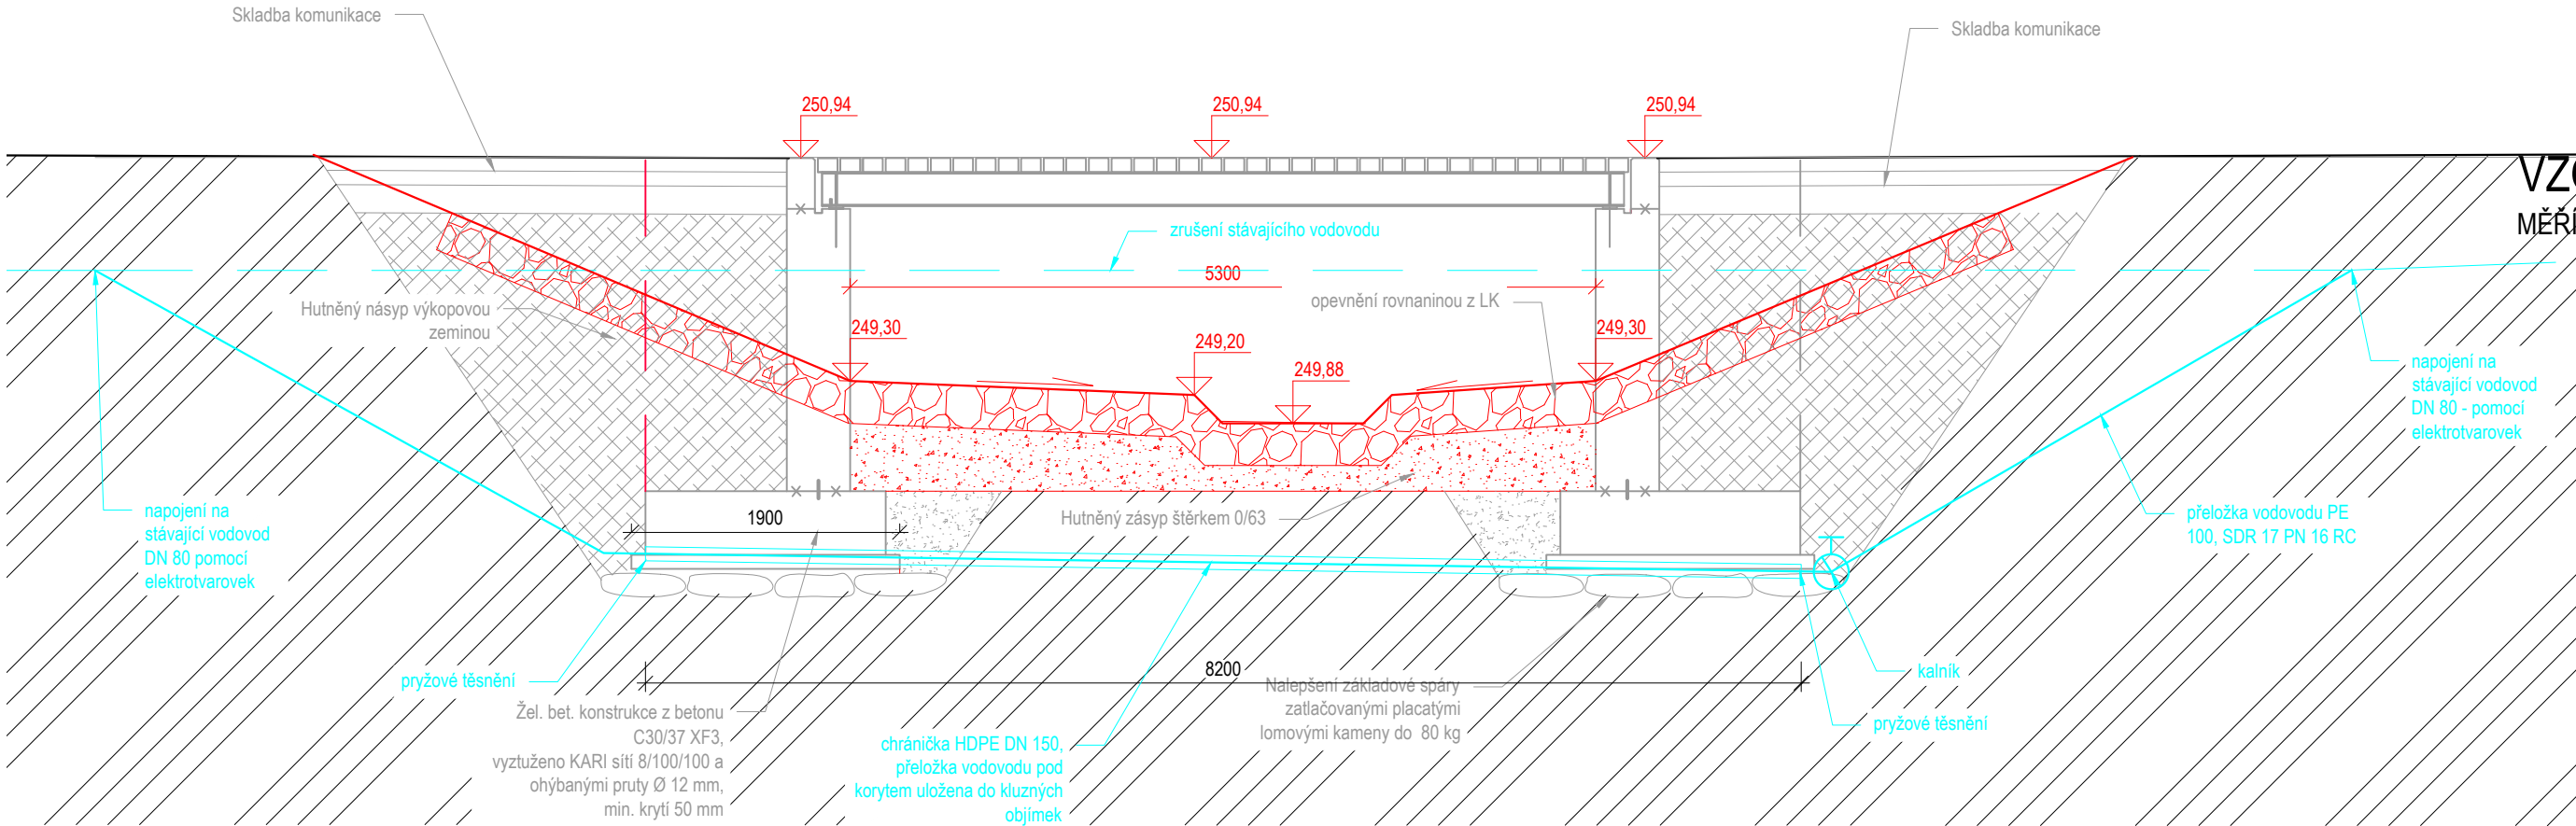 Skladba komunikace
Skladba komunikace
250,94
250,94
250,94
VZ
MĚŘ
zrušení stávajícího vodovodu
5300
opevnění rovnaninou z LK
Hutněný násyp výkopovou
zeminou
249,30
249,20
249,88
249,30
napojení na
stávající vodovod
DN 80 - pomocí
elektrotvarovek
napojení na
stávající vodovod
DN 80 pomocí
elektrotvarovek
1900
Hutněný zásyp štěrkem 0/63
přeložka vodovodu PE
100, SDR 17 PN 16 RC
pryžové těsnění
8200
kalník
Žel. bet. konstrukce z betonu
C30/37 XF3,
vyztuženo KARI sítí 8/100/100 a
ohýbanými pruty Ø 12 mm,
min. krytí 50 mm
Nalepšení základové spáry
zatlačovanými placatými
lomovými kameny do 80 kg
pryžové těsnění
chránička HDPE DN 150,
přeložka vodovodu pod
korytem uložena do kluzných
objímek